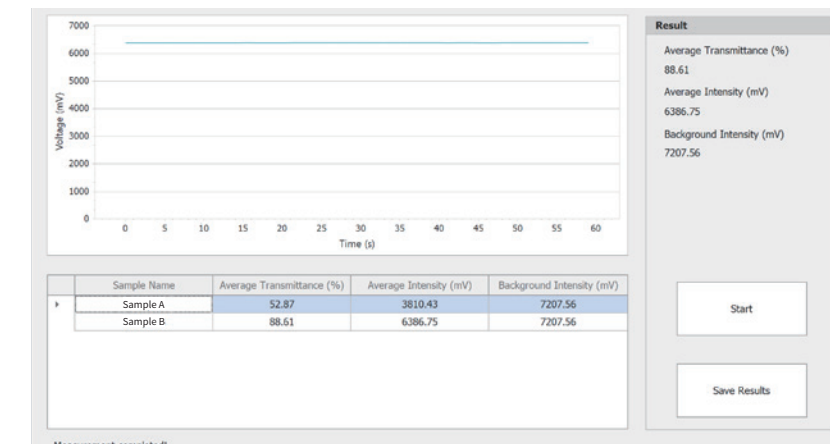 7000
6000
5000
4000
3000
2000
1000
0
Voltage (mV)
0 5 10 15 20 25 30 35 40 45 50 55 60
Time (s)
Result
Average Transmittance (%)
88.61
Average Intensity (mV)
6386.75
Background Intensity (mV)
7207.56
Sample Name Average Transmittance (%) Average Intensity (mV) Background Intensity (mV)
Sample A 52.87 3810.43 7207.56
Sample B 88.61 6386.75 7207.56
Start
Save Results